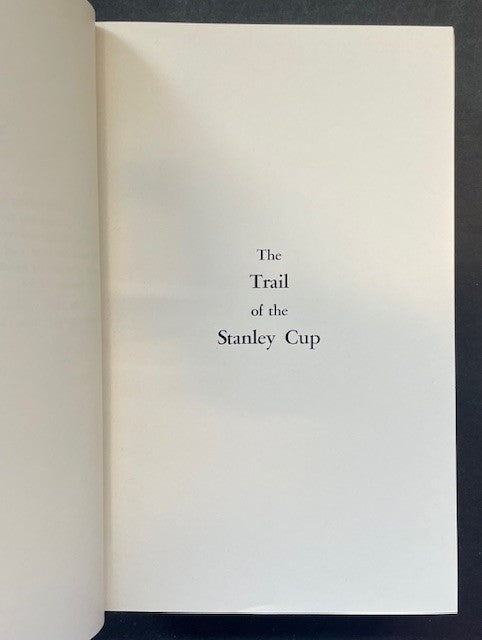 The
Trail
of the
Stanley Cup